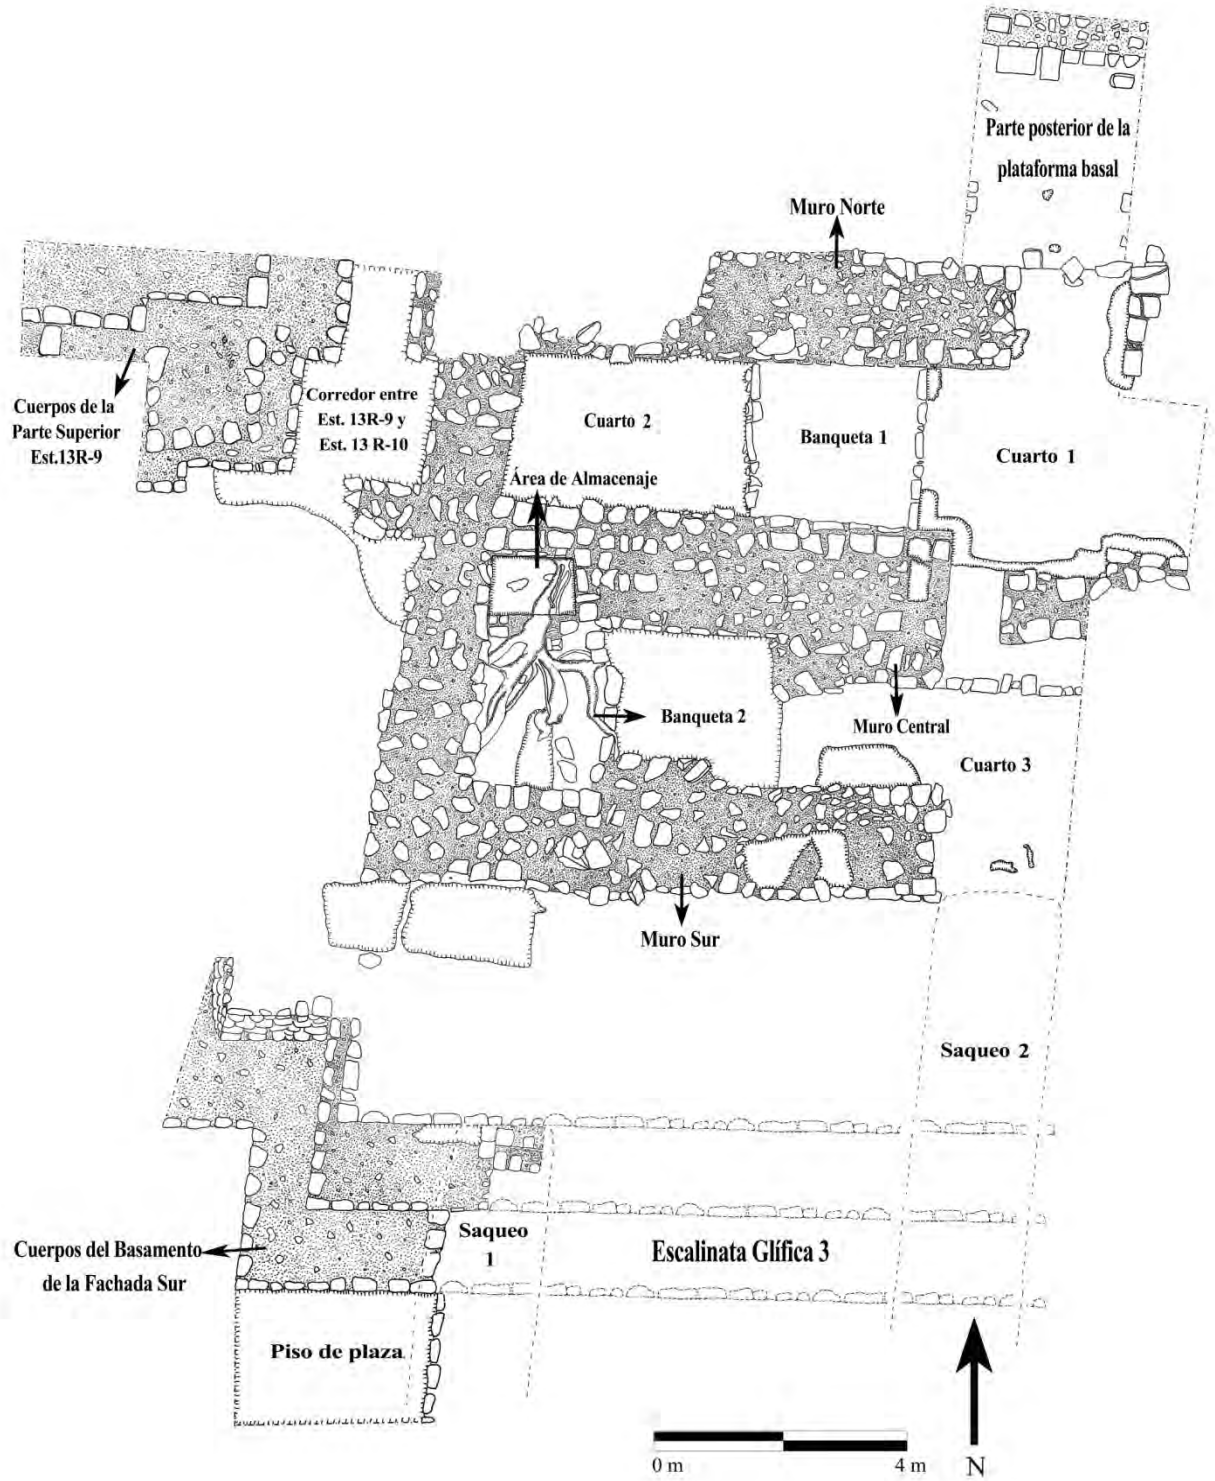 Parte posterior de la
plataforma basal
Muro Norte
Cuerpos de la
Parte Superior
Est.13R-9
Corredor entre
Est. 13R-9 y
Est. 13 R-10
Cuarto 2
Banqueta 1
Cuarto 1
Área de Almacenaje
Banqueta 2
Muro Central
Cuarto 3
Muro Sur
Saqueo 2
Saqueo
1
Escalinata Glífica 3
Cuerpos del Basamento
de la Fachada Sur
Piso de plaza
0 m
4 m
N